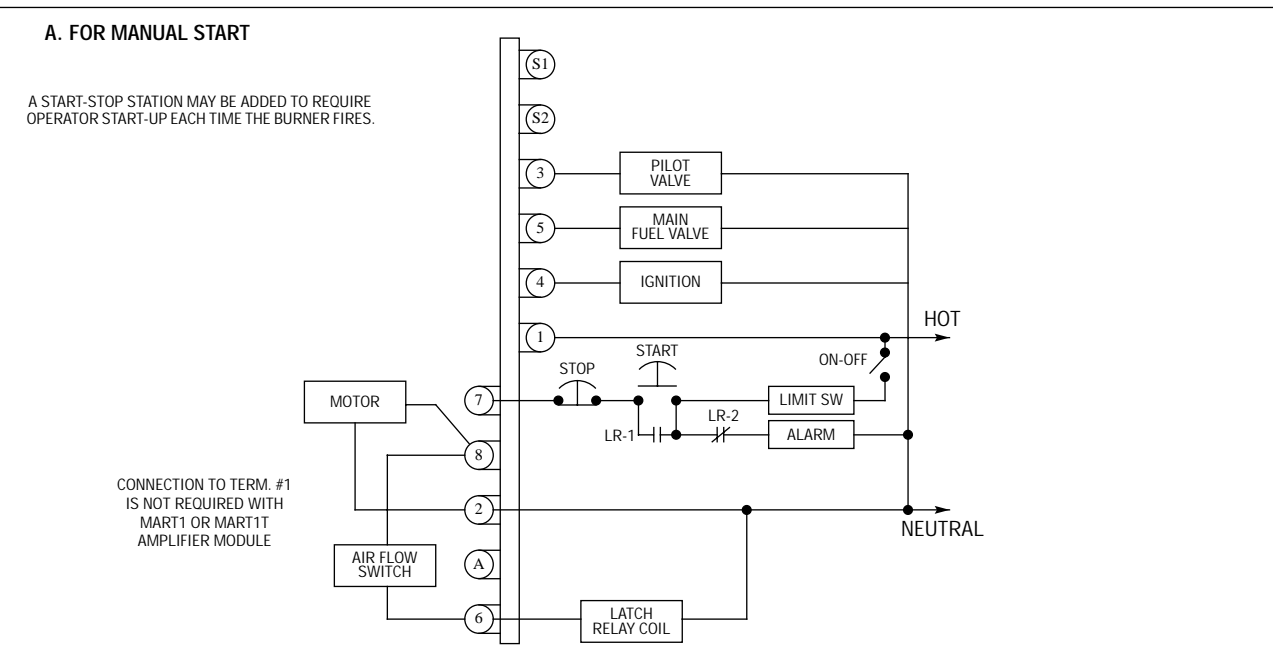 A. FOR MANUAL START
A START-STOP STATION MAY BE ADDED TO REQUIRE
OPERATOR START-UP EACH TIME THE BURNER FIRES.
S1
S2
3
PILOT
VALVE
5
MAIN
FUEL VALVE
4
IGNITION
1
HOT
START
STOP
ON-OFF
MOTOR
7
LIMIT SW
LR-2
LR-1
ALARM
8
CONNECTION TO TERM. #1
IS NOT REQUIRED WITH
MART1 OR MART1T
AMPLIFIER MODULE
2
NEUTRAL
AIR FLOW
SWITCH
A
6
LATCH
RELAY COIL